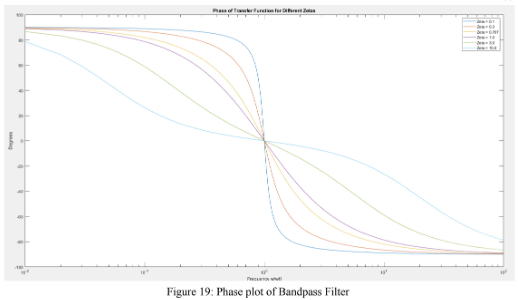 Phase of Transfer Function for Different Zetas
Zeta = 0.1
Zeta = 0.3
Zeta = 0.707
Zeta = 1.0
Zeta = 3.0
Zeta = 10.0
100
80
60
40
20
0
-20
-40
-60
-80
-100
Degrees
Frequency w/w0
Figure 19: Phase plot of Bandpass Filter